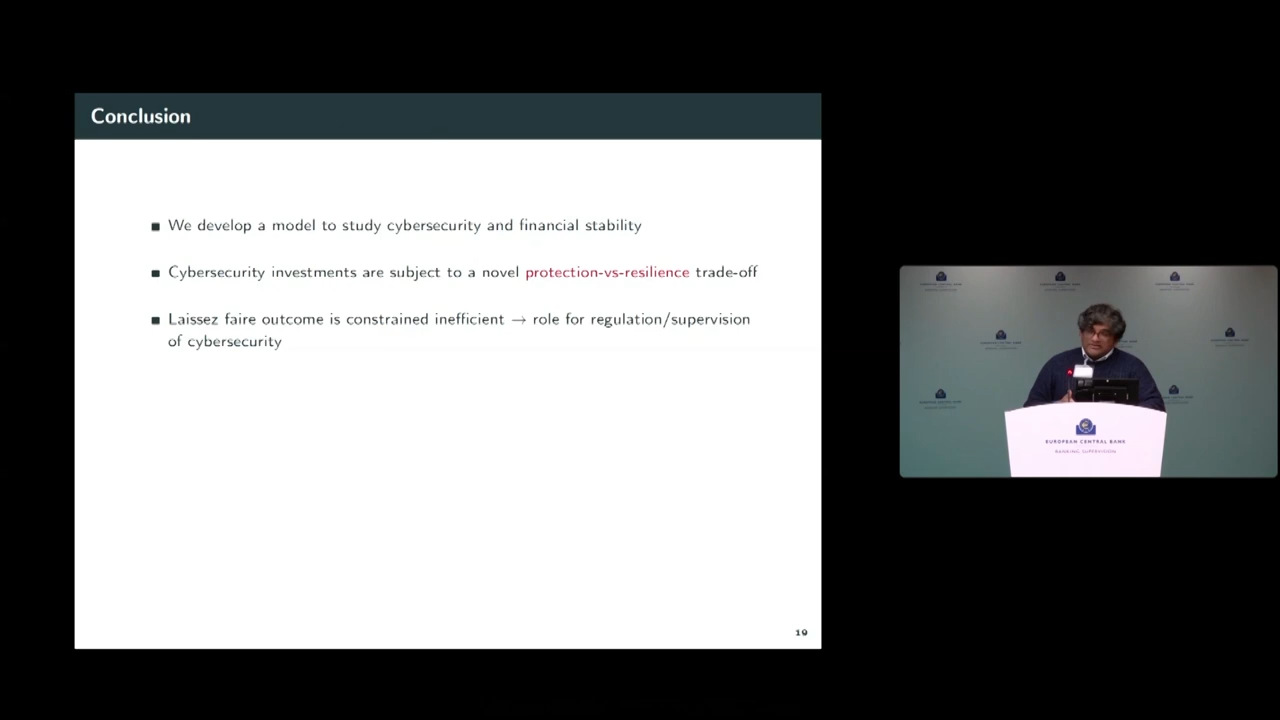 Conclusion
We develop a model to study cybersecurity and financial stability
Cybersecurity investments are subject to a novel protection-vs-resilience trade-off
Laissez faire outcome is constrained inefficient → role for regulation/supervision
of cybersecurity
19
EUROPEAN CENTRAL BANK
BANKING SUPERVISION